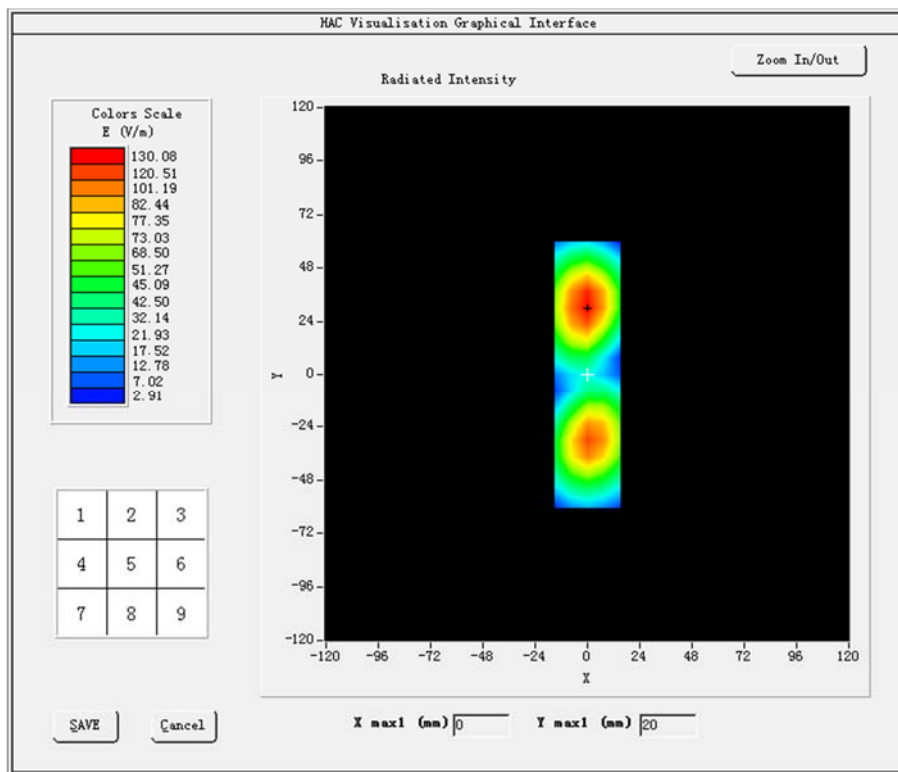 HAC Visualisation Graphical Interface
Zoom In/Out
Radiated Intensity
Colors Scale
E (V/m)
130.08
120.51
101.19
82.44
77.35
73.03
68.50
51.27
45.09
42.50
32.14
21.93
17.52
12.78
7.02
2.91
120
96
72
48
24
0
-24
-48
-72
-96
-120
Y
-120 -96 -72 -48 -24 0 24 48 72 96 120
X
1 2 3
4 5 6
7 8 9
SAVE Cancel
X max1 (mm) 0 Y max1 (mm) 20